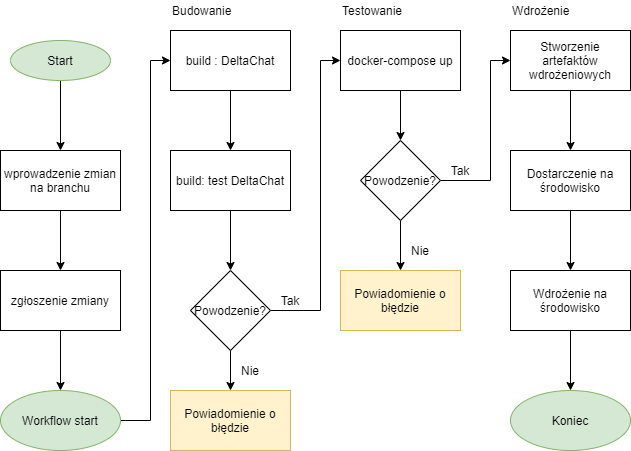 Budowanie
Testowanie
Wdrożenie
Start
wprowadzenie zmian
na branchu
zgłoszenie zmiany
Workflow start
build : DeltaChat
build: test DeltaChat
Powodzenie?
Tak
Nie
Powiadomienie o
błędzie
docker-compose up
Powodzenie?
Tak
Nie
Powiadomienie o
błędzie
Stworzenie
artefaktów
wdrożeniowych
Dostarczenie na
środowisko
Wdrożenie na
środowisko
Koniec